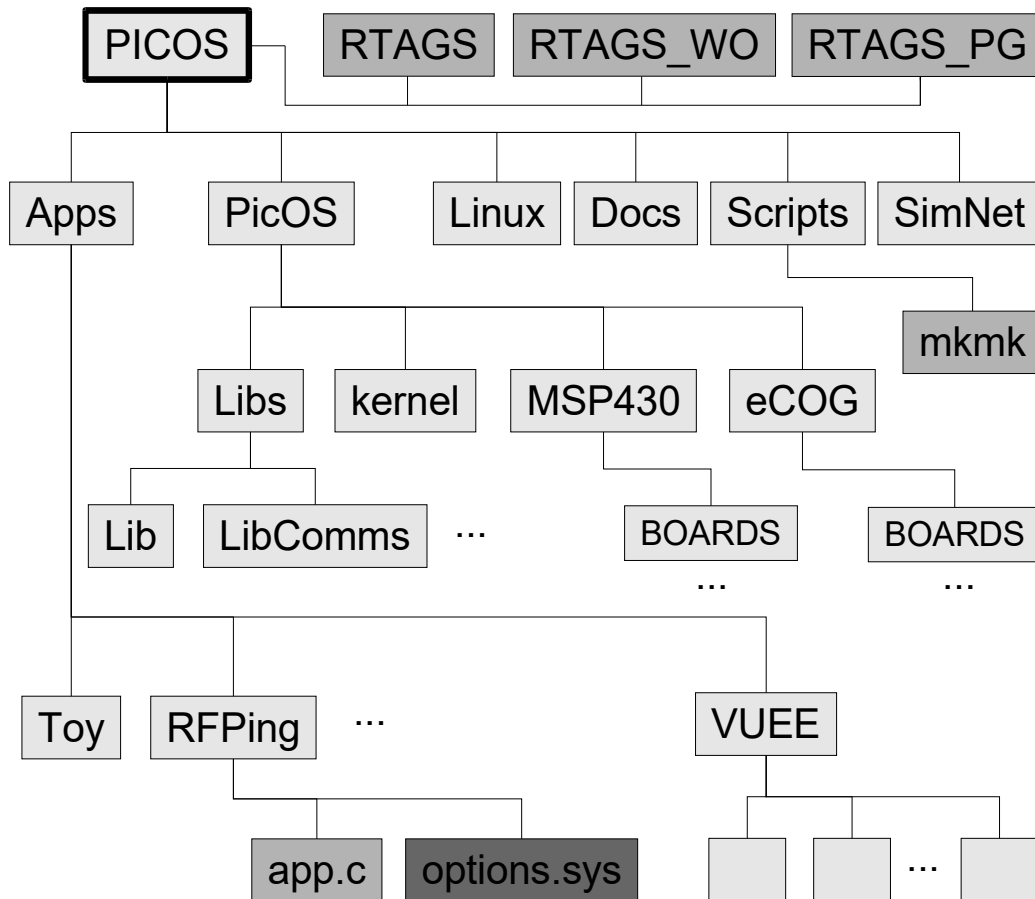 PICOS
RTAGS
RTAGS_WO
RTAGS_PG
Apps
PicOS
Linux
Docs
Scripts
SimNet
mkmk
Libs
kernel
MSP430
eCOG
Lib
LibComms
...
BOARDS
BOARDS
...
...
Toy
RFPing
...
VUEE
app.c
options.sys
...